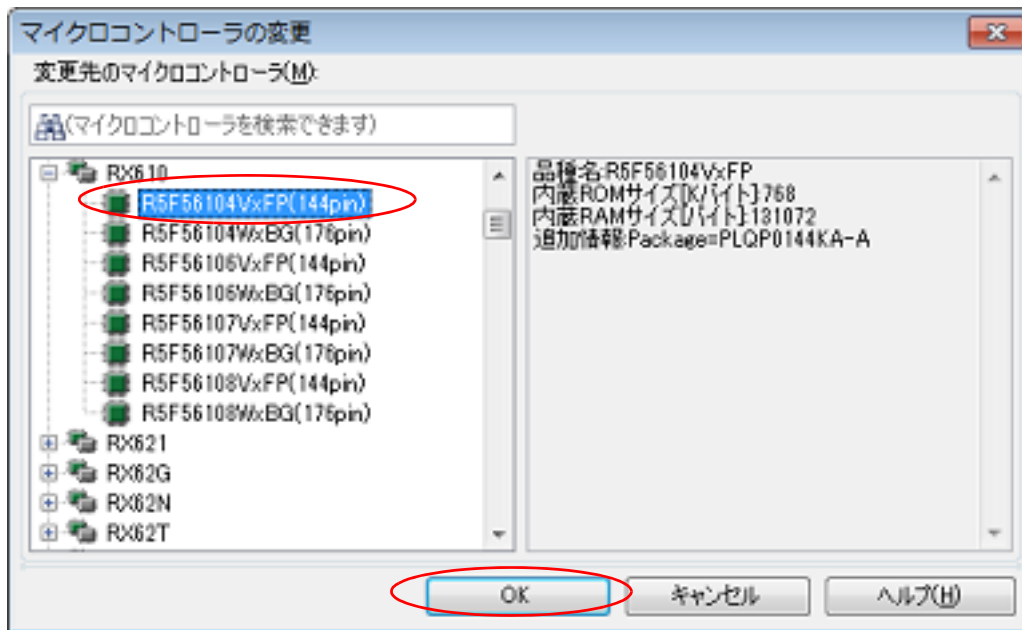 マイクロコントローラの変更
変更先のマイクロコントローラ(M):
(マイクロコントローラを検索できます)
RX610
R5F56104VxFP(144pin)
R5F56104WxBG(176pin)
R5F56106VxFP(144pin)
R5F56106WxBG(176pin)
R5F56107VxFP(144pin)
R5F56107WxBG(176pin)
R5F56108VxFP(144pin)
R5F56108WxBG(176pin)
RX621
RX62G
RX62N
RX62T
品種名:R5F56104VxFP
内蔵ROMサイズ[Kバイト]:768
内蔵RAMサイズ[バイト]:131072
追加情報:Package=PLQP0144KA-A
OK
キャンセル
ヘルプ(H)